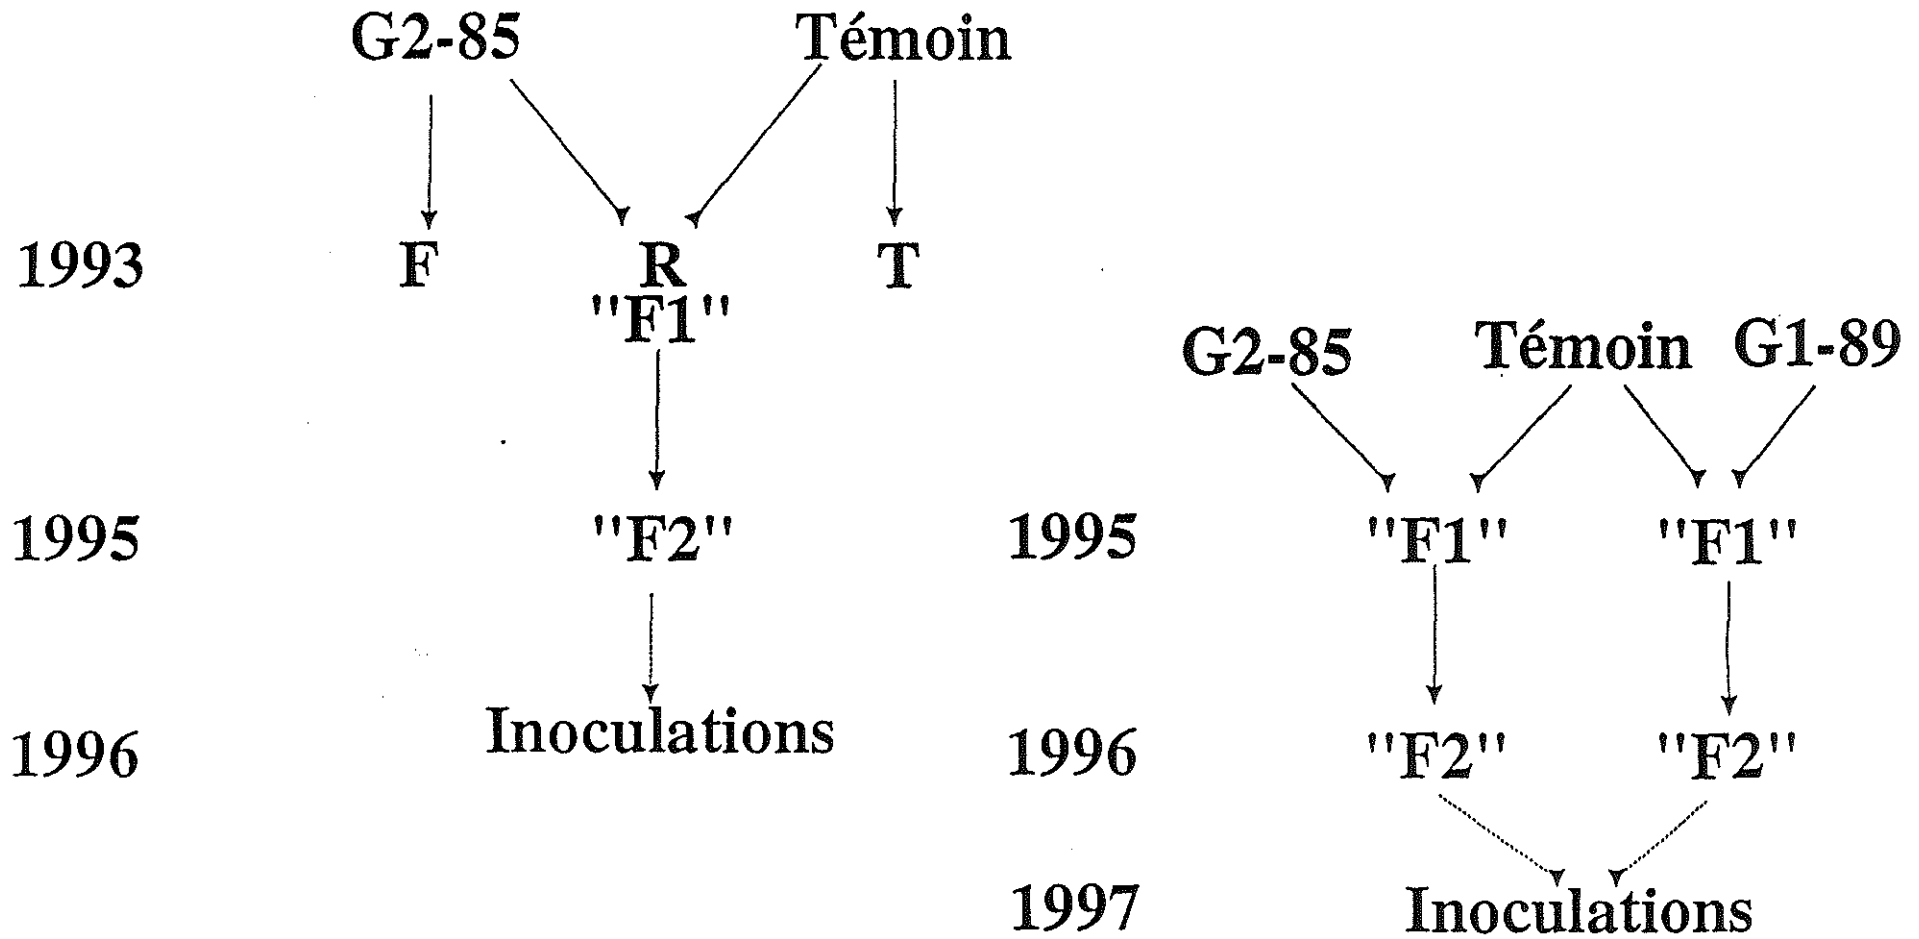 G2-85 Témoin
1993 F R T
"F1"
1995 "F2"
1996 Inoculations
G2-85 Témoin G1-89
1995 "F1" "F1"
1996 "F2" "F2"
1997 Inoculations